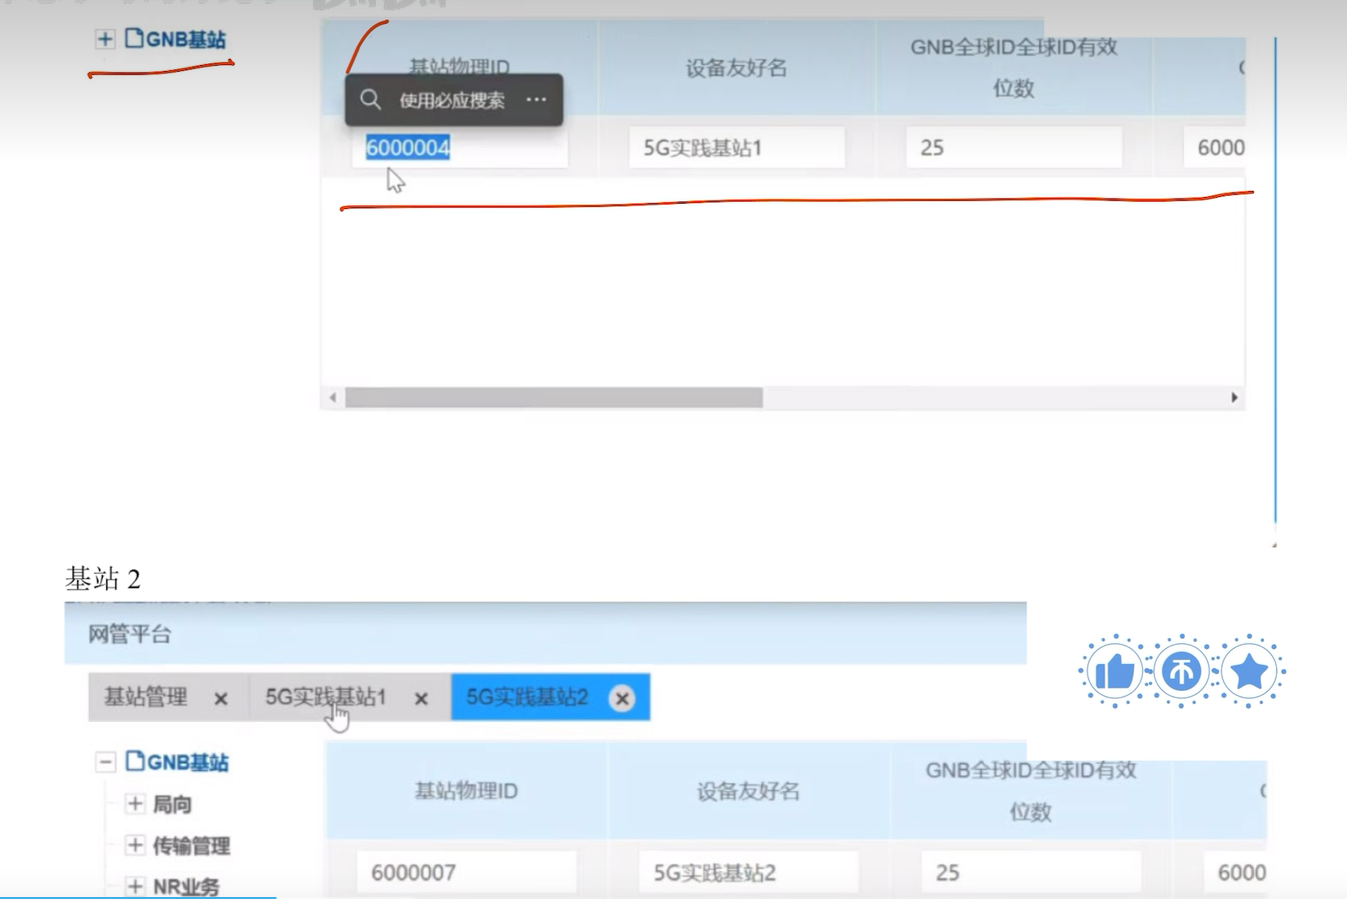 GNB基站
基站物理ID
设备友好名
GNB全球ID全球ID有效
位数
使用必应搜索 ···
6000004
5G实践基站1
25
6000
基站 2
网管平台
基站管理 × 5G实践基站1 × 5G实践基站2 ×
GNB基站
局向
传输管理
NR业务
基站物理ID
设备友好名
GNB全球ID全球ID有效
位数
6000007
5G实践基站2
25
6000